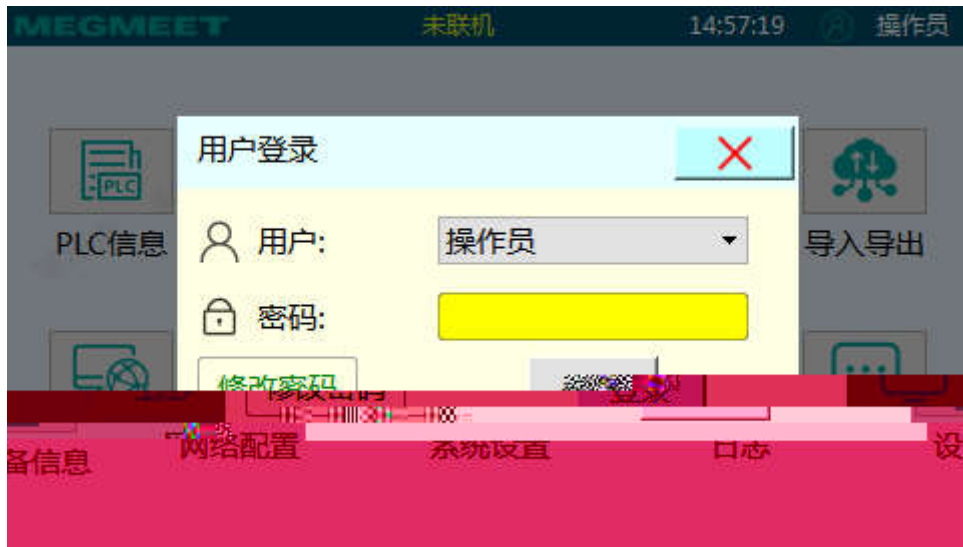 MEGMEET 未联机 14:57:19 操作员
用户登录
PLC
PLC信息 用户: 操作员 导入导出
密码:
修改密码 登录
备信息 网络配置 系统设置 日志 设